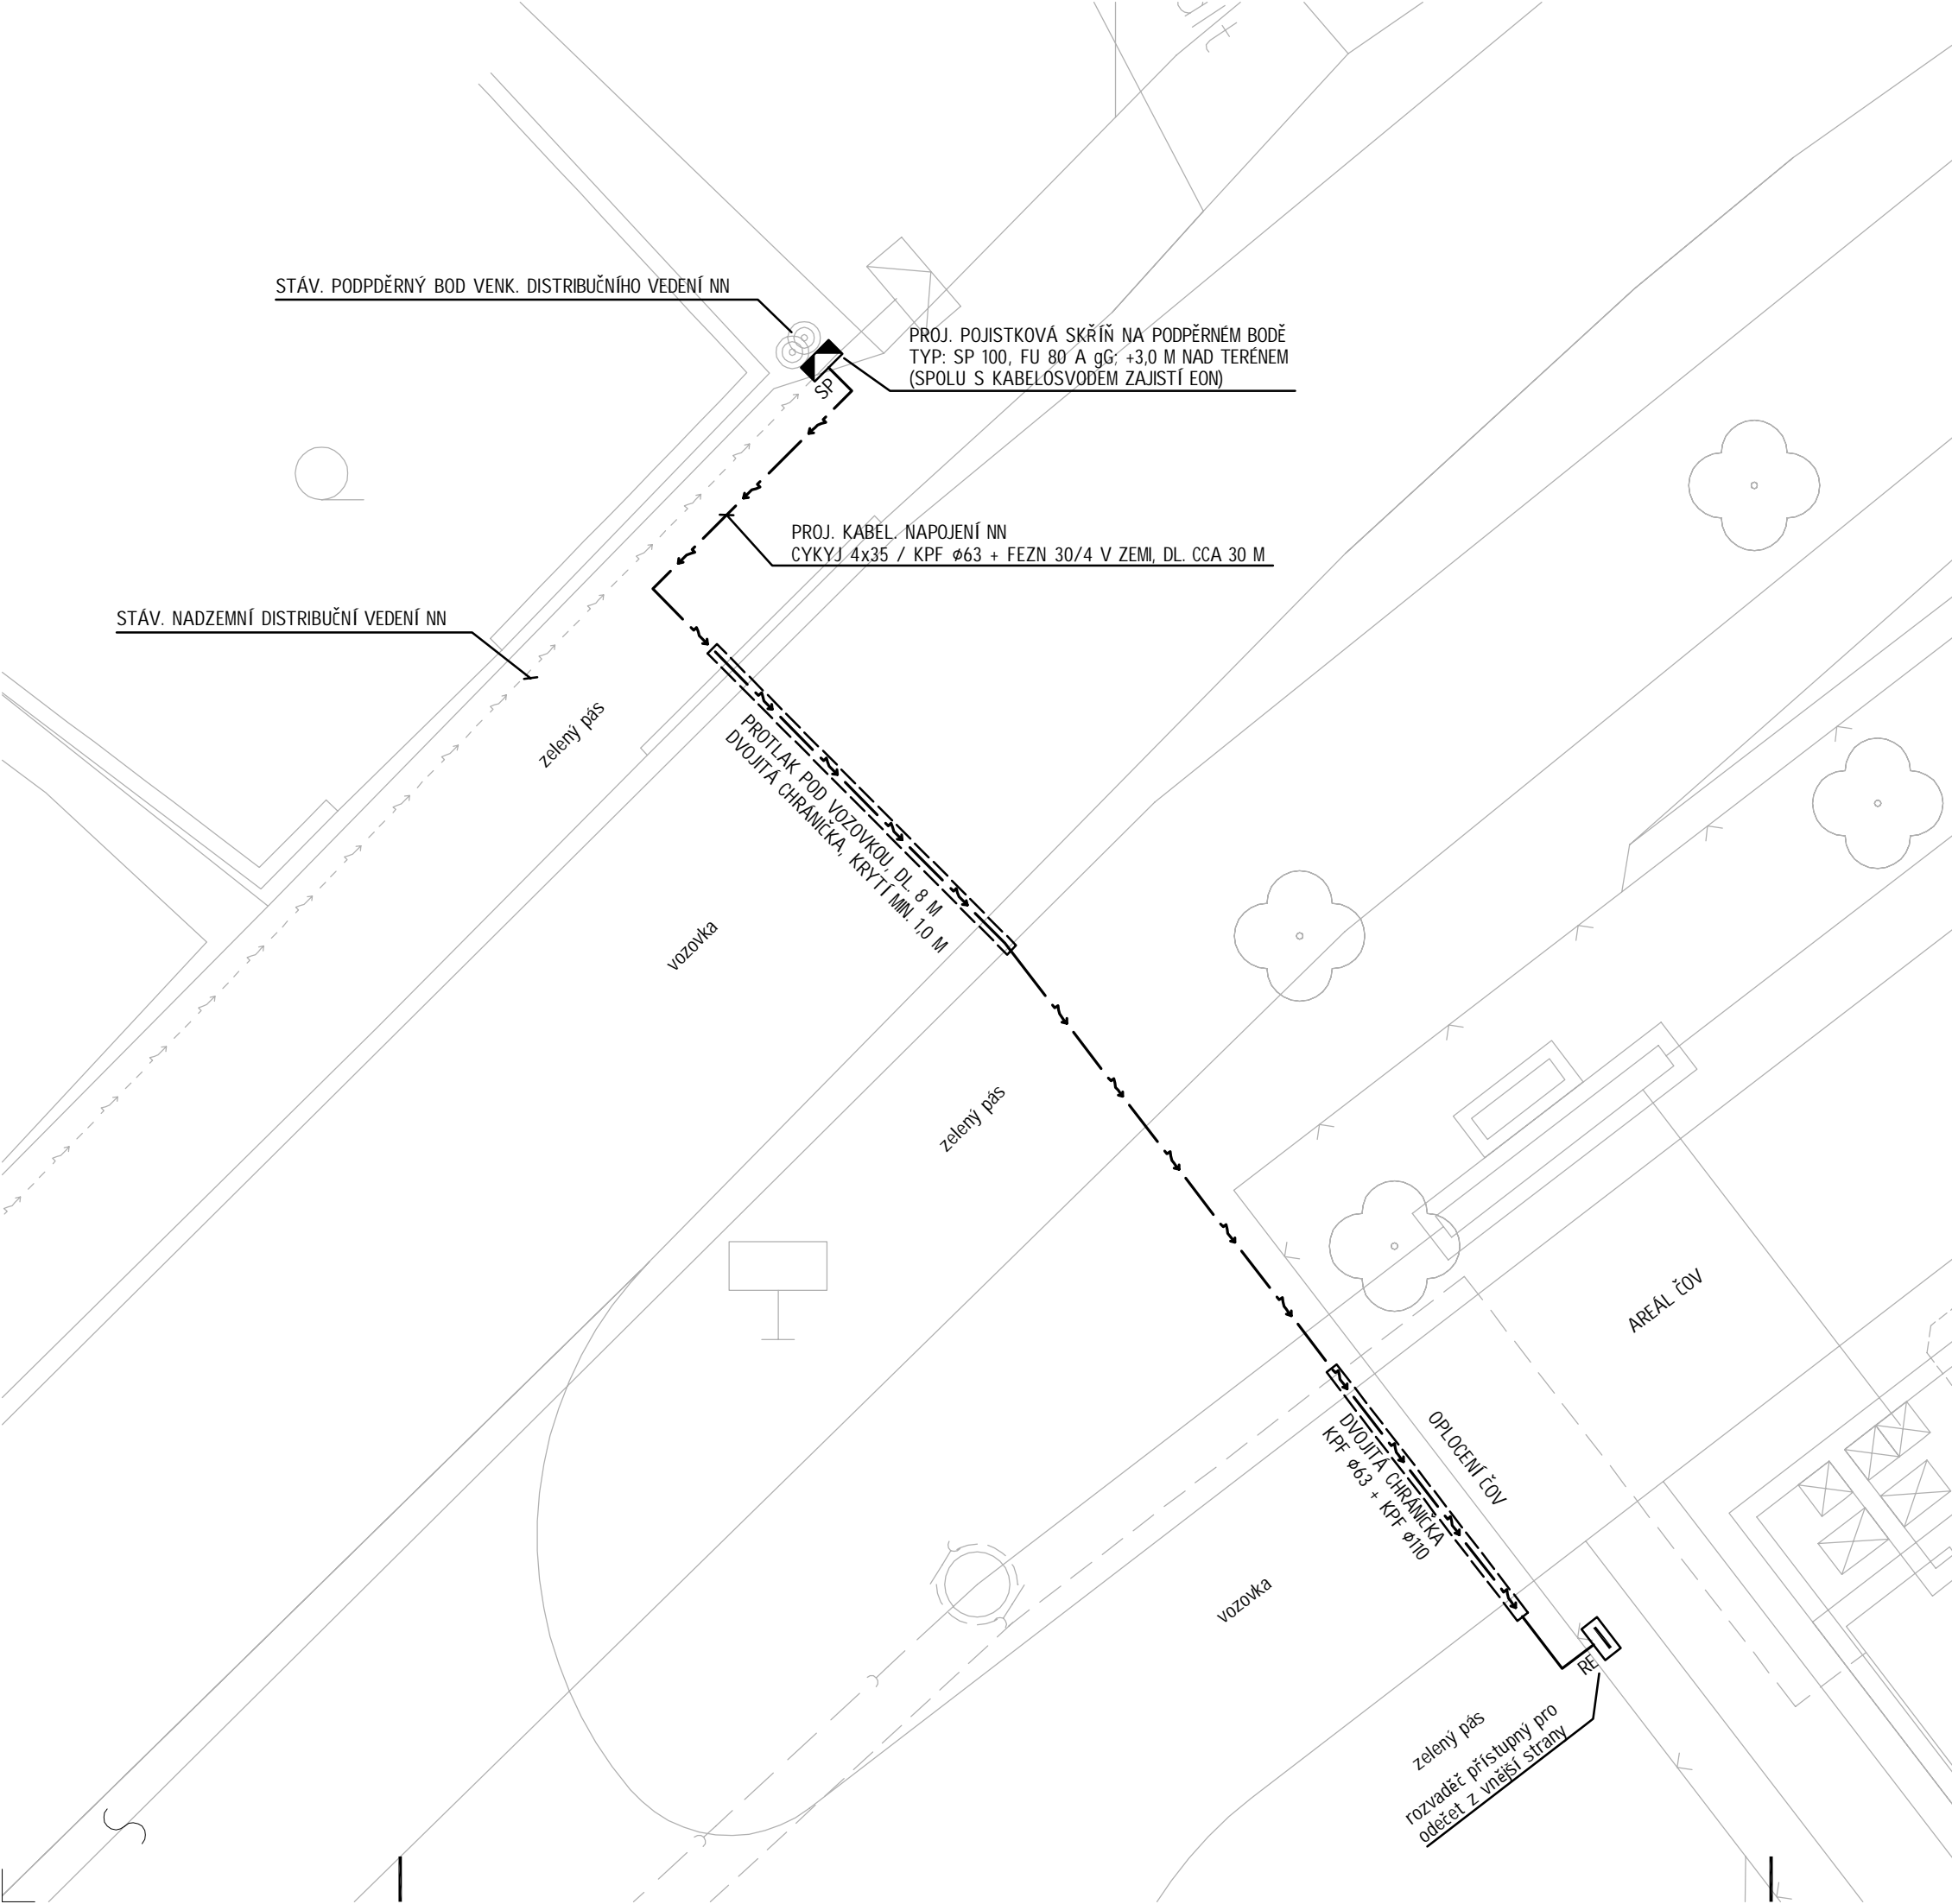 STÁV. PODPDĚRNÝ BOD VENK. DISTRIBUČNÍHO VEDENÍ NN
PROJ. POJISTKOVÁ SKŘÍŇ NA PODPĚRNÉM BODĚ
TYP: SP 100, FU 80 A gG; +3,0 M NAD TERÉNEM
(SPOLU S KABELOSVODEM ZAJISTÍ EON)
SP
PROJ. KABEL. NAPOJENÍ NN
CYKYJ 4x35 / KPF ø63 + FEZN 30/4 V ZEMI, DL. CCA 30 M
STÁV. NADZEMNÍ DISTRIBUČNÍ VEDENÍ NN
zelený pás
PROTLAK POD VOZOVKOU, DL. 8 M
DVOJITÁ CHRÁNIČKA, KRYTÍ MIN. 1,0 M
vozovka
zelený pás
AREÁL ČOV
OPLOCENÍ ČOV
DVOJITÁ CHRÁNIČKA
KPF ø63 + KPF ø110
vozovka
RE
zelený pás
rozvaděč přístupný pro
odečet z vnější strany